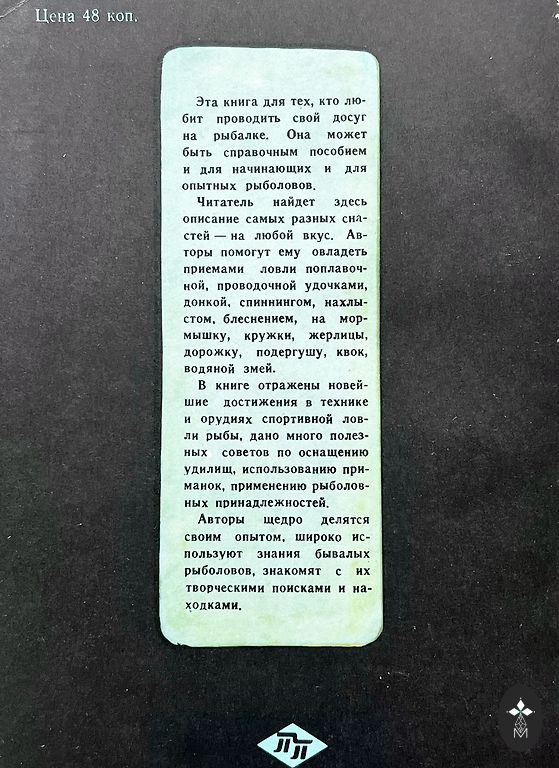 Цена 48 коп.
Эта книга для тех, кто лю-
бит проводить свой досуг
на рыбалке. Она может
быть справочным пособием
и для начинающих и для
опытных рыболовов.
Читатель найдет здесь
описание самых разных сна-
стей — на любой вкус. Ав-
торы помогут ему овладеть
приемами ловли поплавоч-
ной, проводочной удочками,
донкой, спиннингом, нахлы-
стом, блеснением, на мор-
мышку, кружки, жерлицы,
дорожку, подергушу, квок,
водяной змей.
В книге отражены новей-
шие достижения в технике
и орудиях спортивной лов-
ли рыбы, дано много полез-
ных советов по оснащению
удилищ, использованию при-
манок, применению рыболов-
ных принадлежностей.
Авторы щедро делятся
своим опытом, широко ис-
пользуют знания бывалых
рыболовов, знакомят с их
творческими поисками и на-
ходками.
ПП
М